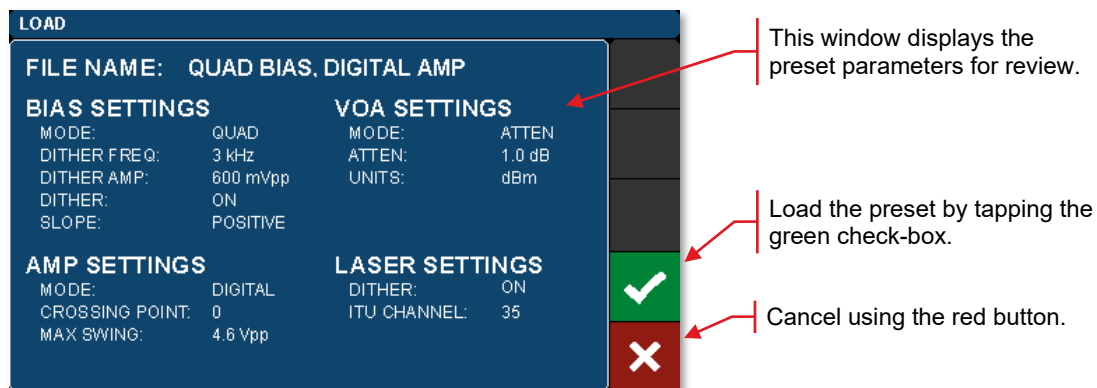 LOAD
FILE NAME: QUAD BIAS, DIGITAL AMP
BIAS SETTINGS
MODE: QUAD
DITHER FREQ: 3 kHz
DITHER AMP: 600 mVpp
DITHER: ON
SLOPE: POSITIVE
VOA SETTINGS
MODE: ATTEN
ATTEN: 1.0 dB
UNITS: dBm
AMP SETTINGS
MODE: DIGITAL
CROSSING POINT: 0
MAX SWING: 4.6 Vpp
LASER SETTINGS
DITHER: ON
ITU CHANNEL: 35
This window displays the
preset parameters for review.
Load the preset by tapping the
green check-box.
Cancel using the red button.